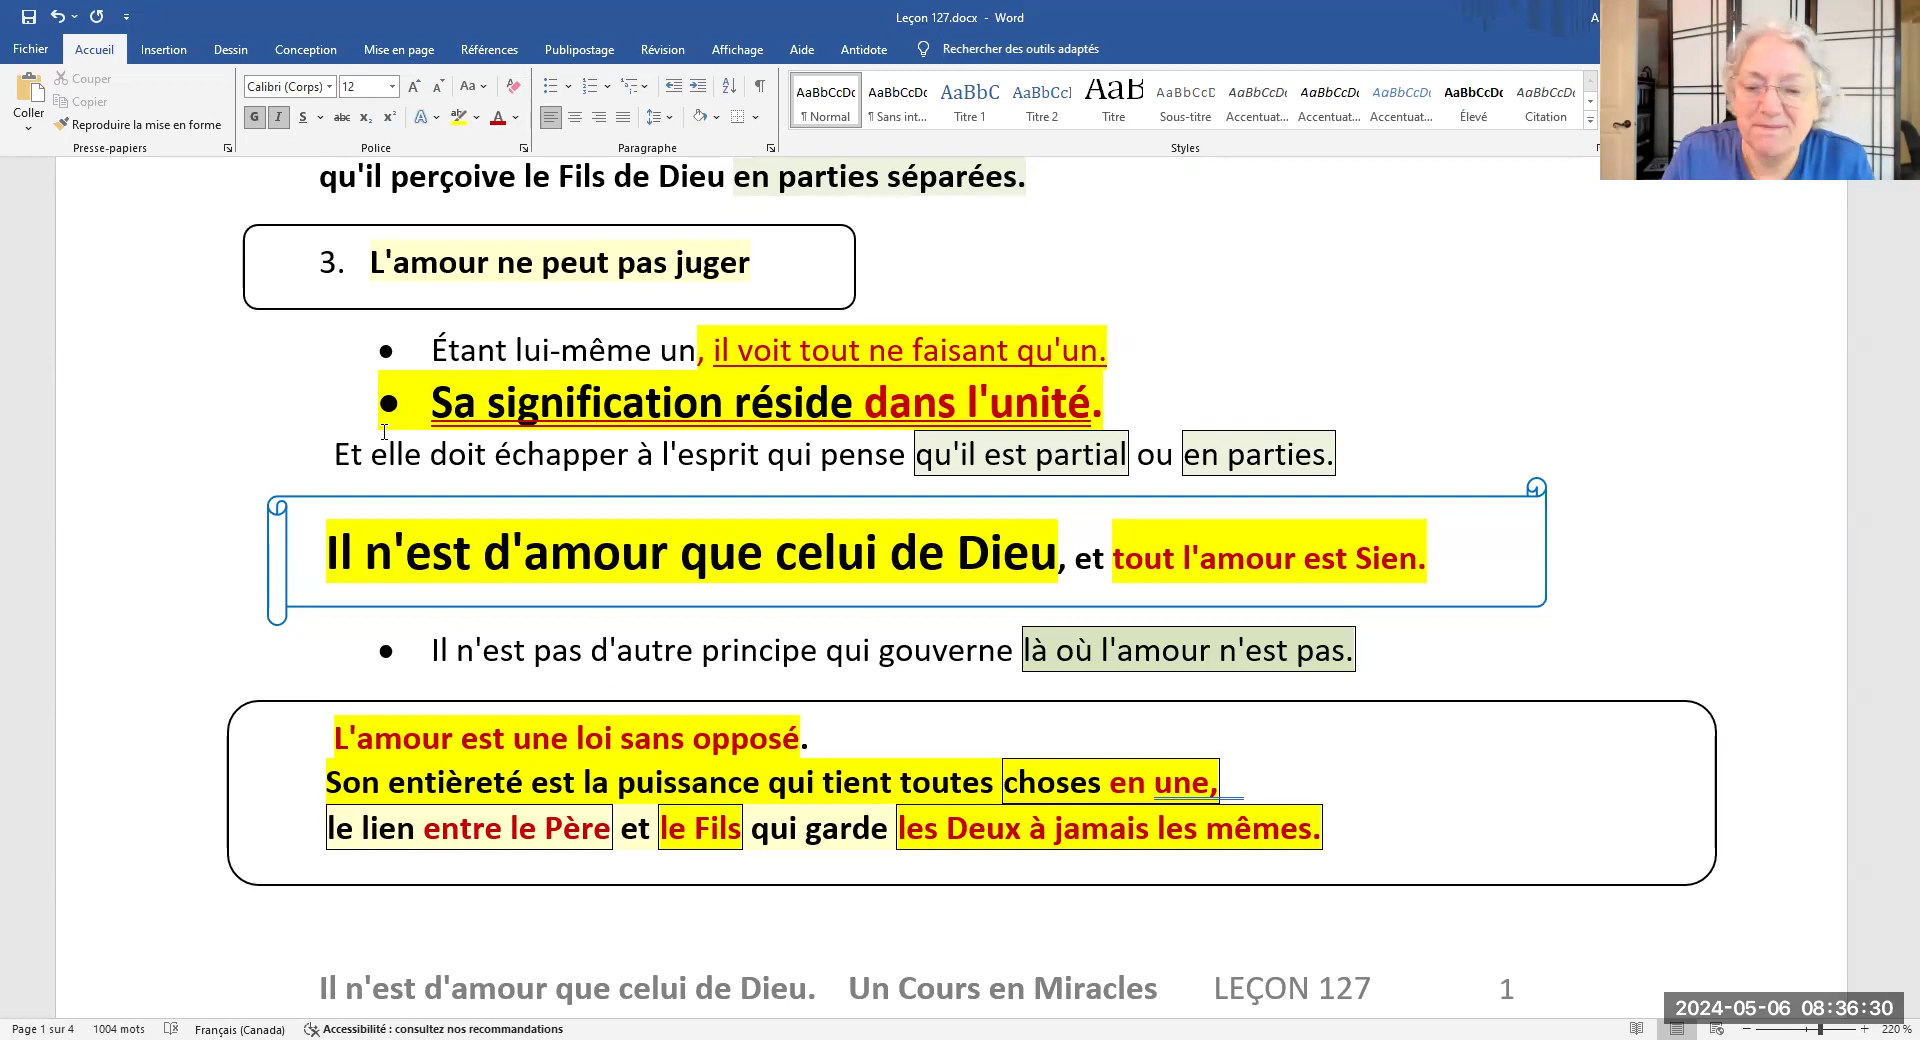 Leçon 127.docx - Word
A
Fichier Accueil Insertion Dessin Conception Mise en page Références Publipostage Révision Affichage Aide Antidote Rechercher des outils adaptés
Coller
Couper
Copier
Reproduire la mise en forme
Presse-papiers
Calibri (Corps) 12
Aa
G I S abc x₂ x² A A
Police
Paragraphe
AaBbCcDc AaBbCcDc AaBbC AaBbCcI AaB AaBbCcD AaBbCcDc AaBbCcDc AaBbCcDc AaBbCcDc AaBbCcDc
¶ Normal ¶ Sans int... Titre 1 Titre 2 Titre Sous-titre Accentuat... Accentuat... Accentuat... Élevé Citation
Styles
qu'il perçoive le Fils de Dieu en parties séparées.
3. L'amour ne peut pas juger
• Étant lui-même un, il voit tout ne faisant qu'un.
• Sa signification réside dans l'unité.
Et elle doit échapper à l'esprit qui pense qu'il est partial ou en parties.
Il n'est d'amour que celui de Dieu, et tout l'amour est Sien.
• Il n'est pas d'autre principe qui gouverne là où l'amour n'est pas.
L'amour est une loi sans opposé.
Son entièreté est la puissance qui tient toutes choses en une,
le lien entre le Père et le Fils qui garde les Deux à jamais les mêmes.
Il n'est d'amour que celui de Dieu. Un Cours en Miracles LEÇON 127 1
2024-05-06 08:36:30
Page 1 sur 4 1004 mots Français (Canada) Accessibilité : consultez nos recommandations 220 %